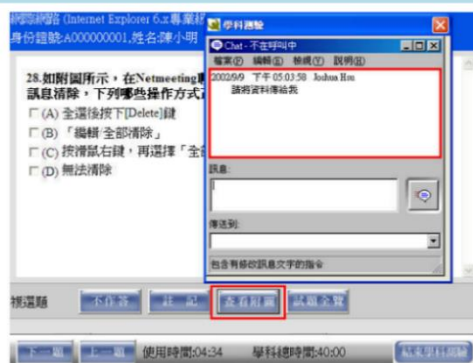 網際網路 (Internet Explorer 6.x專業級
身份證號:A000000001,姓名:陳小明
28.如附圖所示，在Netmeeting
訊息清除，下列哪些操作方式
(A) 全選後按下[Delete]鍵
(B) 「編輯/全部清除」
(C) 按滑鼠右鍵，再選擇「全
(D) 無法清除
學科測驗
Chat - 不在呼叫中
檔案(F) 編輯(E) 檢視(V) 說明(H)
2002/9/9 下午 05:03:58 Joshua Hou
請將資料傳給我
訊息:
傳送到:
包含有修改訊息文字的指令
複選題 不作答 註 記 查看附圖 試題全覽
下一題 上一題 使用時間:04:34 學科總時間:40:00 結束學科測驗